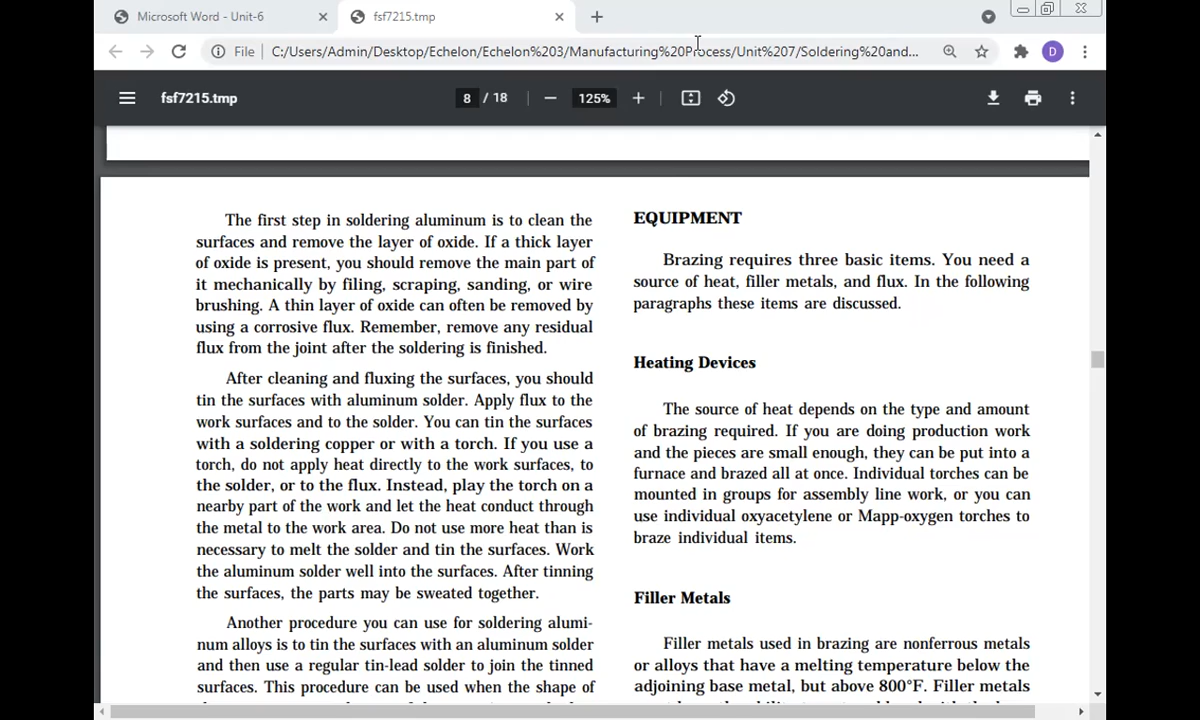 Microsoft Word - Unit-6
fsf7215.tmp
File
C:/Users/Admin/Desktop/Echelon/Echelon%203/Manufacturing%20Process/Unit%207/Soldering%20and...
D
fsf7215.tmp
8 / 18
125%
The first step in soldering aluminum is to clean the
surfaces and remove the layer of oxide. If a thick layer
of oxide is present, you should remove the main part of
it mechanically by filing, scraping, sanding, or wire
brushing. A thin layer of oxide can often be removed by
using a corrosive flux. Remember, remove any residual
flux from the joint after the soldering is finished.
After cleaning and fluxing the surfaces, you should
tin the surfaces with aluminum solder. Apply flux to the
work surfaces and to the solder. You can tin the surfaces
with a soldering copper or with a torch. If you use a
torch, do not apply heat directly to the work surfaces, to
the solder, or to the flux. Instead, play the torch on a
nearby part of the work and let the heat conduct through
the metal to the work area. Do not use more heat than is
necessary to melt the solder and tin the surfaces. Work
the aluminum solder well into the surfaces. After tinning
the surfaces, the parts may be sweated together.
Another procedure you can use for soldering alumi-
num alloys is to tin the surfaces with an aluminum solder
and then use a regular tin-lead solder to join the tinned
surfaces. This procedure can be used when the shape of
EQUIPMENT
Brazing requires three basic items. You need a
source of heat, filler metals, and flux. In the following
paragraphs these items are discussed.
Heating Devices
The source of heat depends on the type and amount
of brazing required. If you are doing production work
and the pieces are small enough, they can be put into a
furnace and brazed all at once. Individual torches can be
mounted in groups for assembly line work, or you can
use individual oxyacetylene or Mapp-oxygen torches to
braze individual items.
Filler Metals
Filler metals used in brazing are nonferrous metals
or alloys that have a melting temperature below the
adjoining base metal, but above 800°F. Filler metals